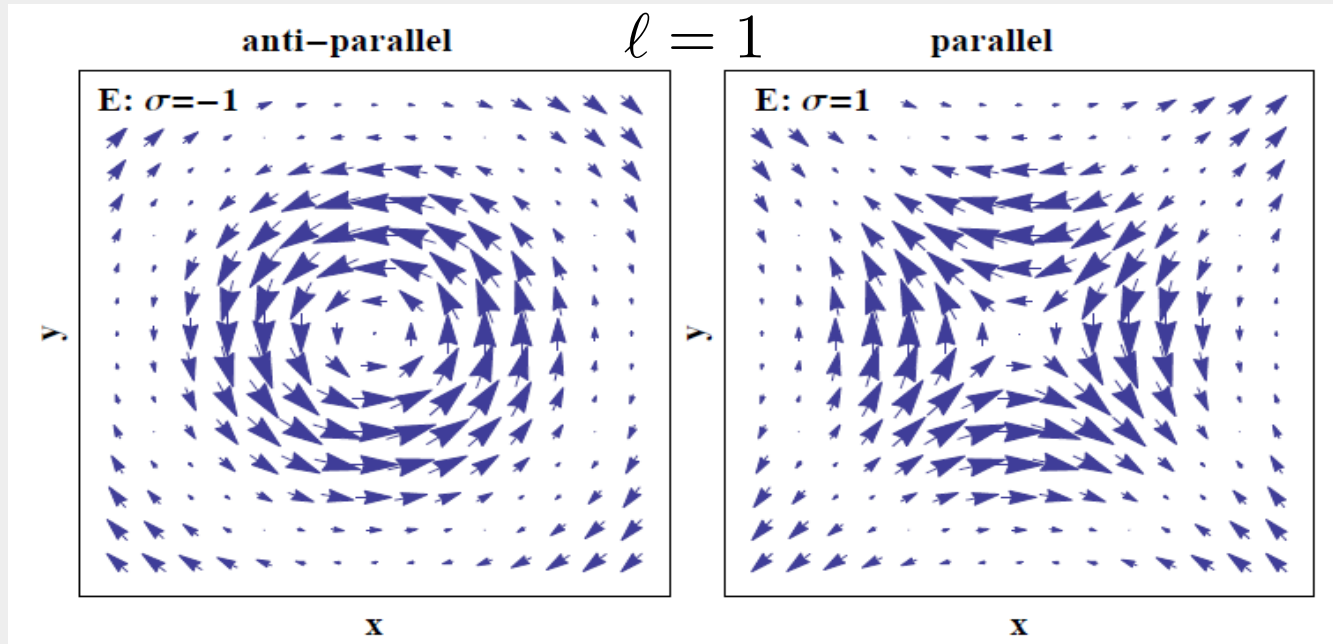 anti−parallel
ℓ = 1
parallel
E: σ=−1
E: σ=1
y
y
x
x